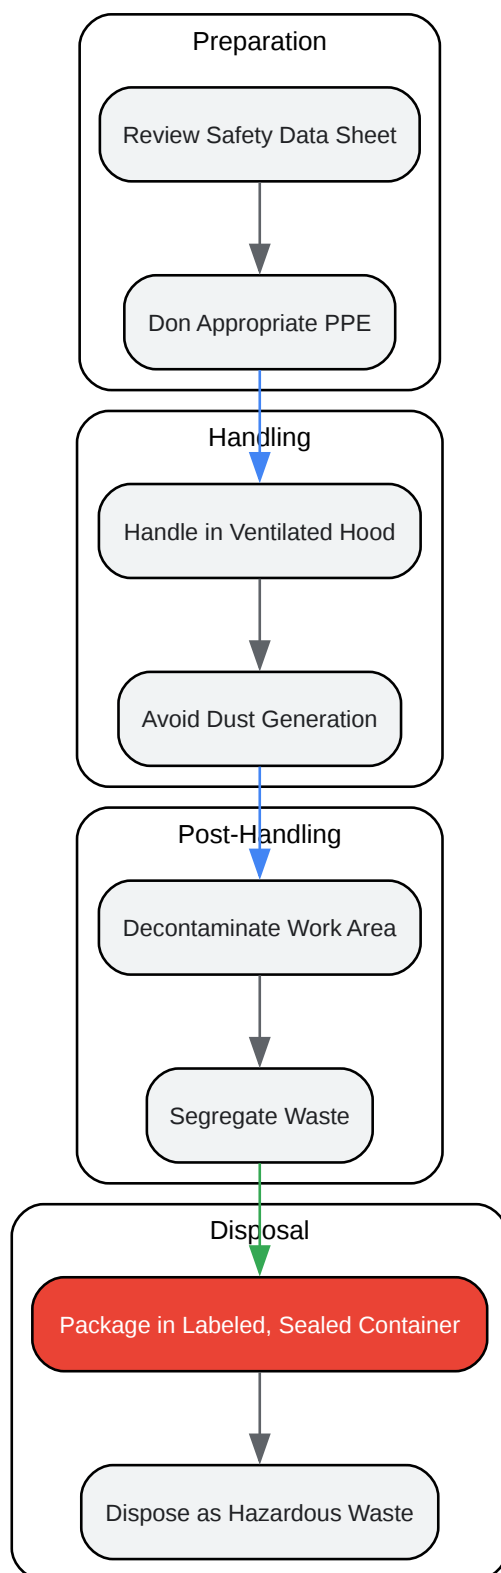 Preparation
Review Safety Data Sheet
Don Appropriate PPE
Handling
Handle in Ventilated Hood
Avoid Dust Generation
Post-Handling
Decontaminate Work Area
Segregate Waste
Disposal
Package in Labeled, Sealed Container
Dispose as Hazardous Waste